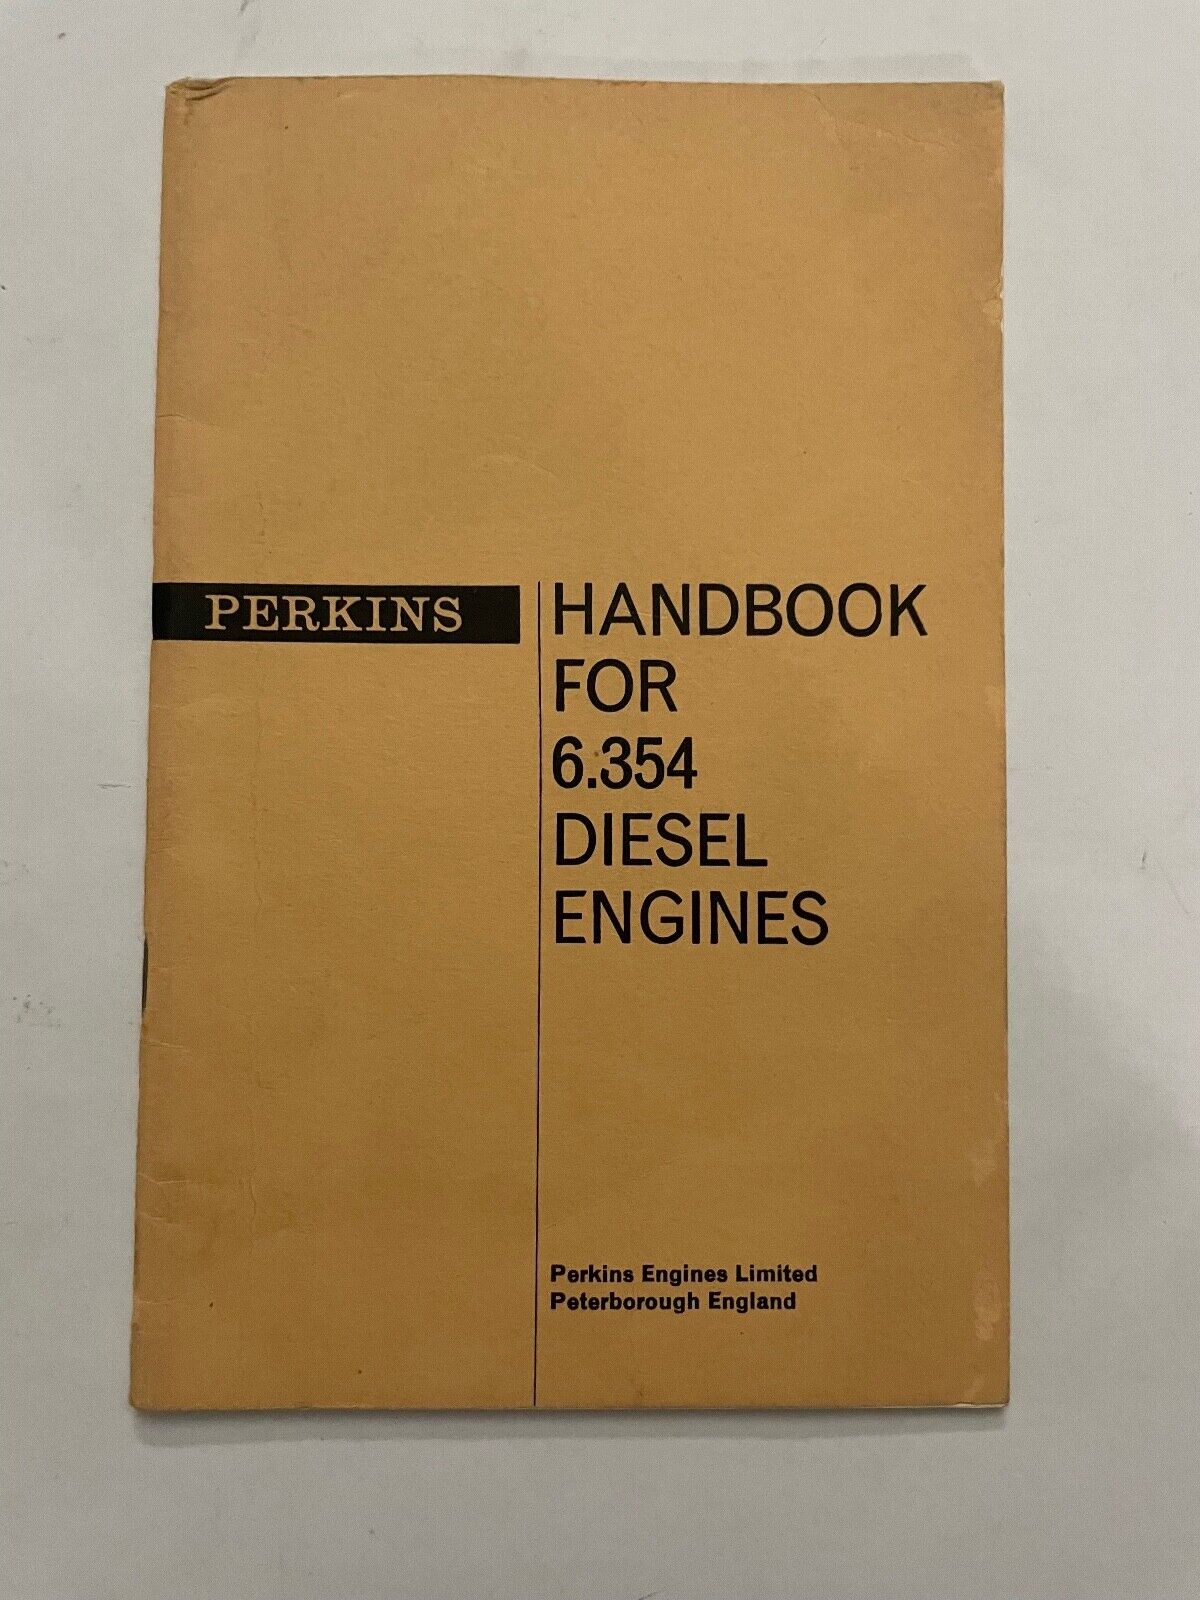 PERKINS
HANDBOOK
FOR
6.354
DIESEL
ENGINES
Perkins Engines Limited
Peterborough England